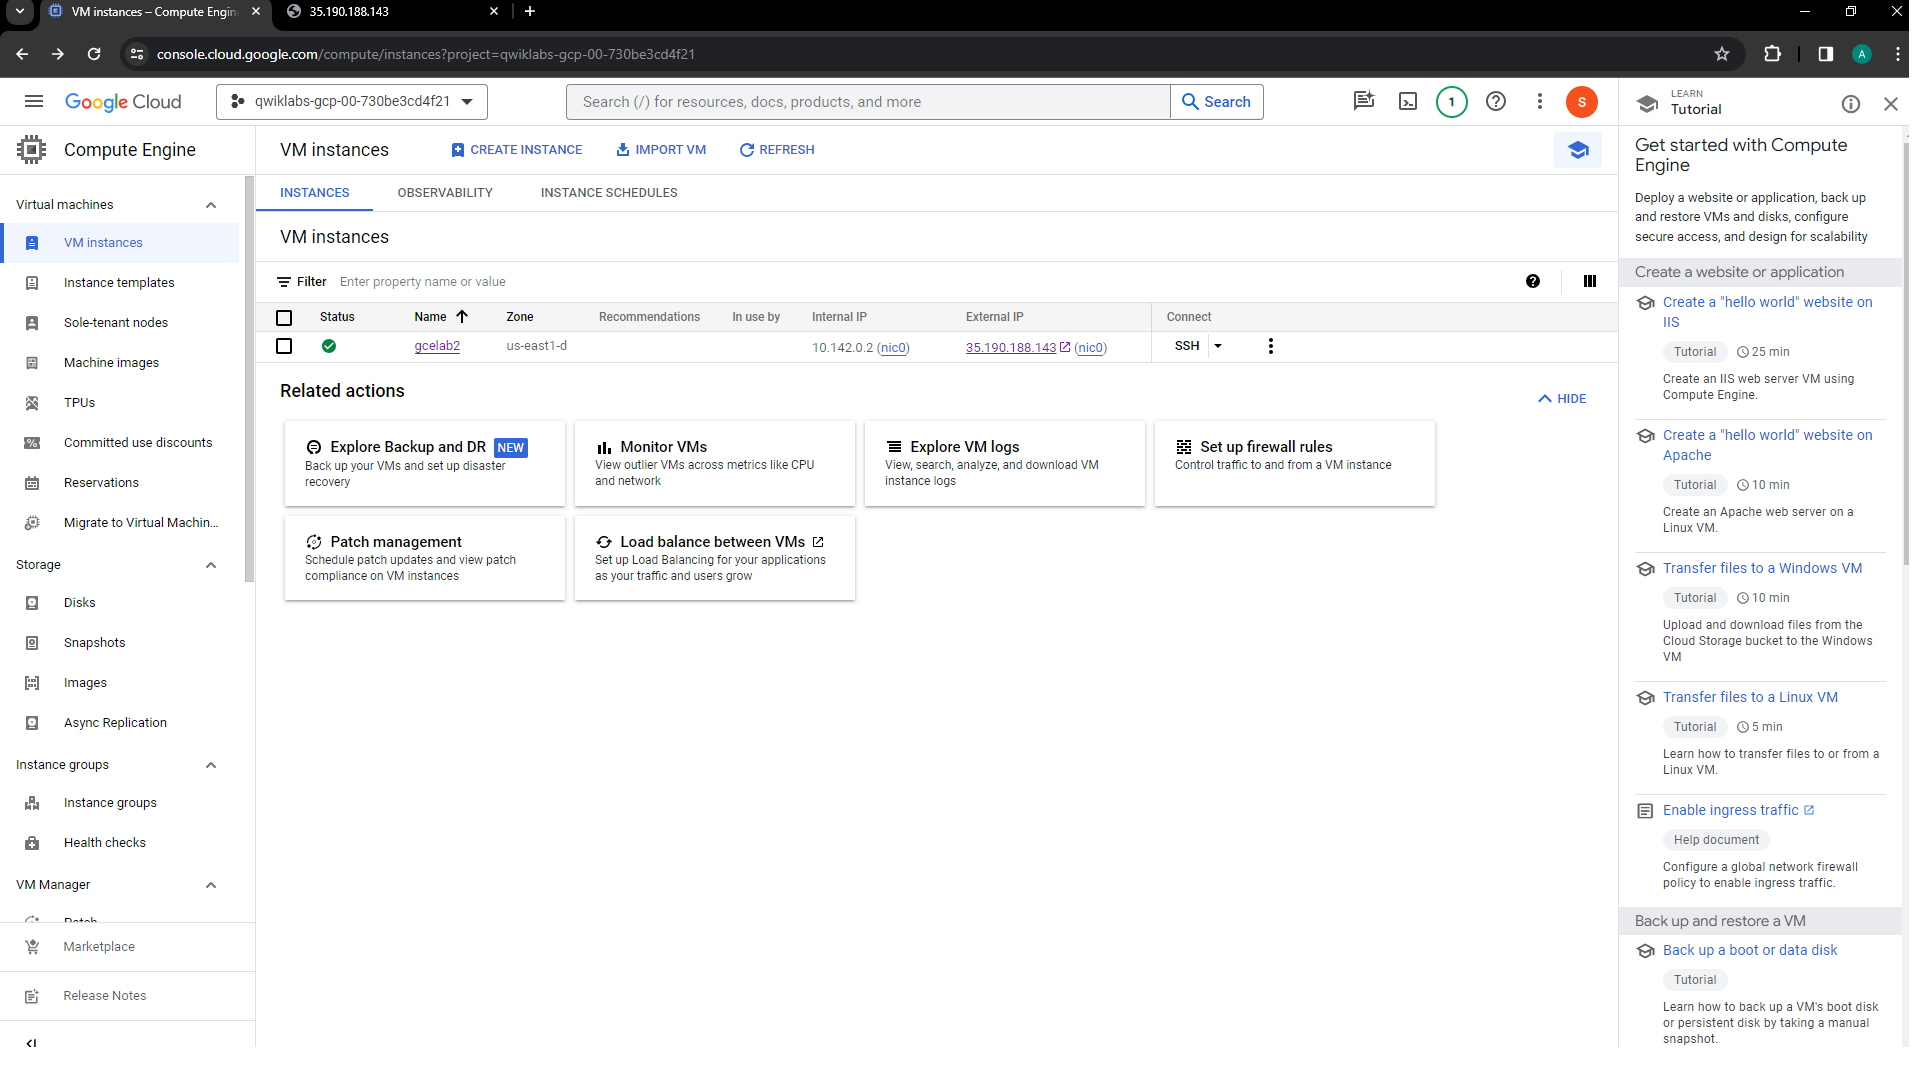 VM instances – Compute Engin
35.190.188.143
console.cloud.google.com/compute/instances?project=qwiklabs-gcp-00-730be3cd4f21
A
Google Cloud
qwiklabs-gcp-00-730be3cd4f21
Search (/) for resources, docs, products, and more
Search
1
S
LEARN
Tutorial
Compute Engine
VM instances
CREATE INSTANCE
IMPORT VM
REFRESH
INSTANCES
OBSERVABILITY
INSTANCE SCHEDULES
Virtual machines
VM instances
Instance templates
Sole-tenant nodes
Machine images
TPUs
Committed use discounts
Reservations
Migrate to Virtual Machin...
Storage
Disks
Snapshots
Images
Async Replication
Instance groups
Instance groups
Health checks
VM Manager
Patch
Marketplace
Release Notes
VM instances
Filter Enter property name or value
Status Name Zone Recommendations In use by Internal IP External IP Connect
gcelab2 us-east1-d 10.142.0.2 (nic0) 35.190.188.143 (nic0) SSH
Related actions
HIDE
Explore Backup and DR NEW
Back up your VMs and set up disaster
recovery
Monitor VMs
View outlier VMs across metrics like CPU
and network
Explore VM logs
View, search, analyze, and download VM
instance logs
Set up firewall rules
Control traffic to and from a VM instance
Patch management
Schedule patch updates and view patch
compliance on VM instances
Load balance between VMs
Set up Load Balancing for your applications
as your traffic and users grow
Get started with Compute
Engine
Deploy a website or application, back up
and restore VMs and disks, configure
secure access, and design for scalability
Create a website or application
Create a "hello world" website on
IIS
Tutorial 25 min
Create an IIS web server VM using
Compute Engine.
Create a "hello world" website on
Apache
Tutorial 10 min
Create an Apache web server on a
Linux VM.
Transfer files to a Windows VM
Tutorial 10 min
Upload and download files from the
Cloud Storage bucket to the Windows
VM
Transfer files to a Linux VM
Tutorial 5 min
Learn how to transfer files to or from a
Linux VM.
Enable ingress traffic
Help document
Configure a global network firewall
policy to enable ingress traffic.
Back up and restore a VM
Back up a boot or data disk
Tutorial
Learn how to back up a VM's boot disk
or persistent disk by taking a manual
snapshot.